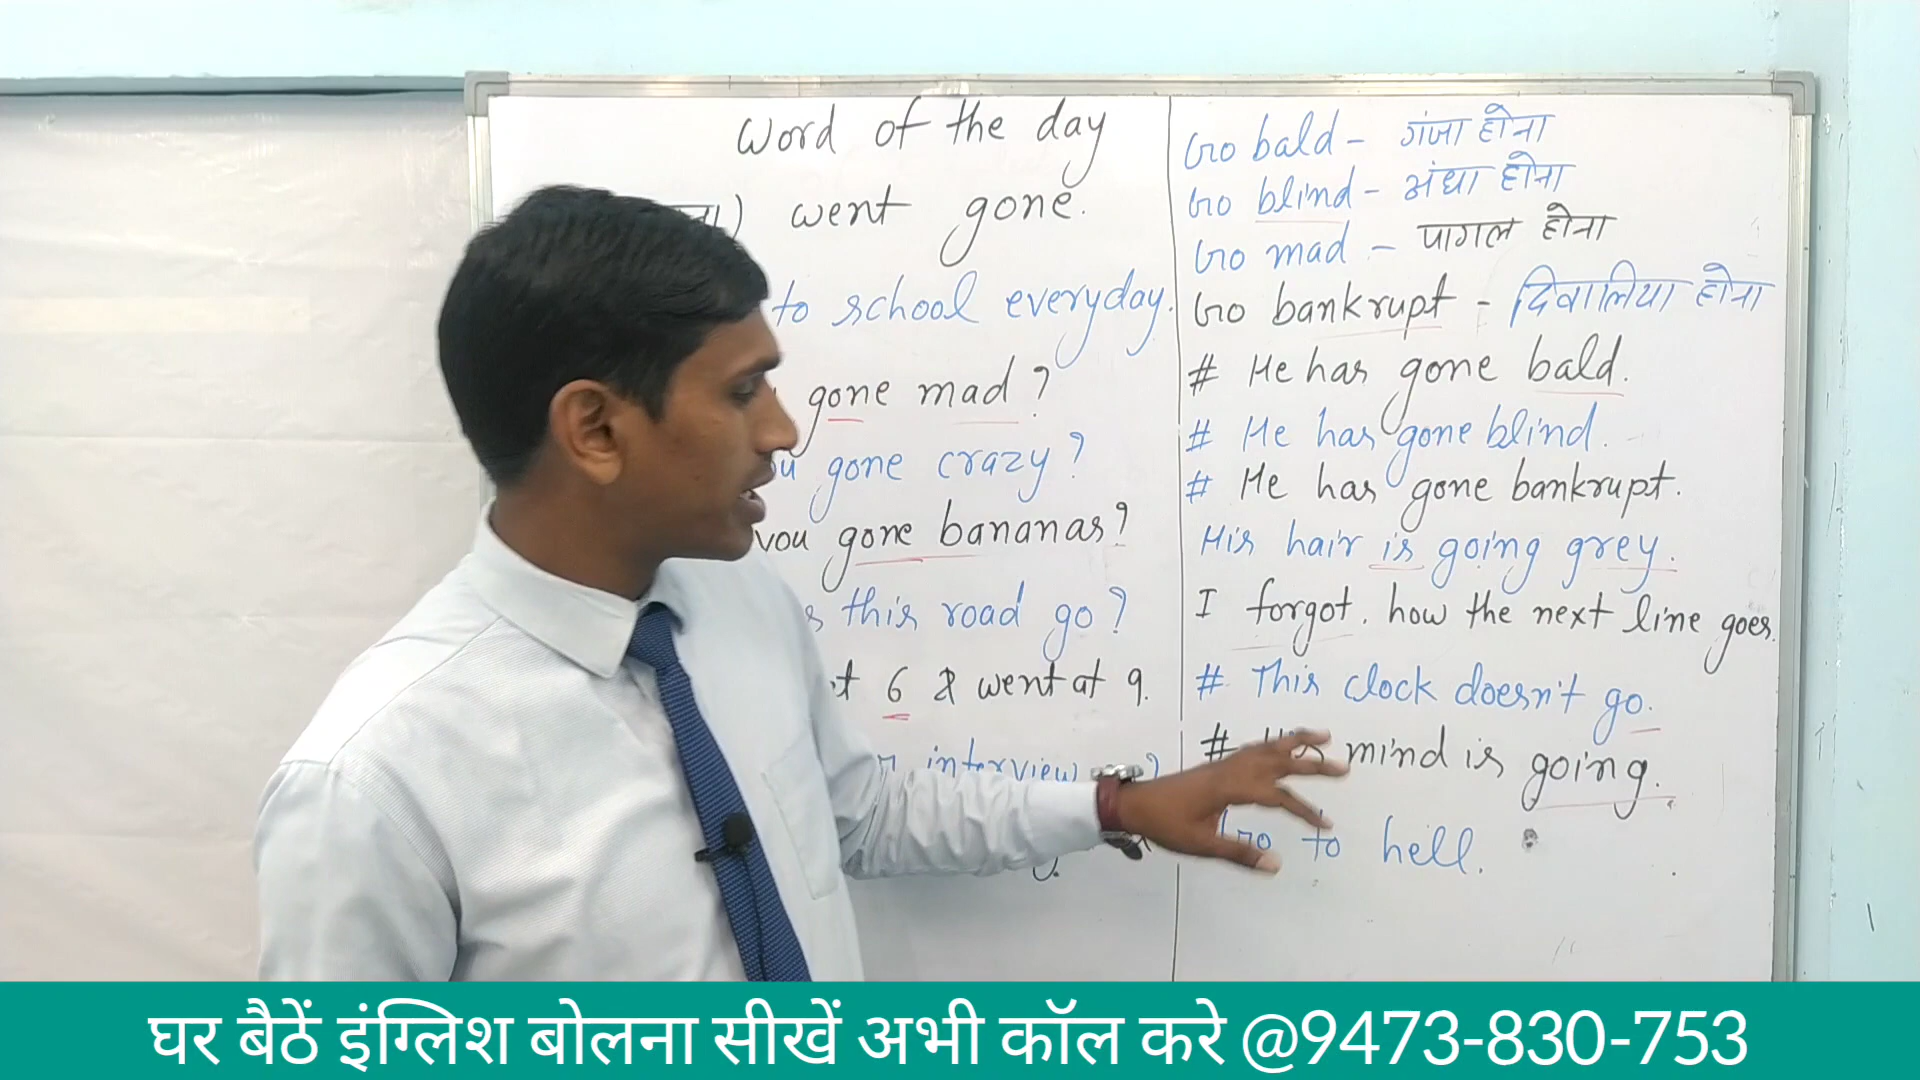 Word of the day
went gone.
to school everyday.
gone mad ?
gone crazy ?
you gone bananas ?
this road go ?
6 & went at 9.
interview ?
Go bald - गंजा होना
Go blind - अंधा होना
Go mad - पागल होना
Go bankrupt - दिवालिया होना
# He has gone bald.
# He has gone blind.
# He has gone bankrupt.
His hair is going grey.
I forgot. how the next line goes.
# This clock doesn't go.
# His mind is going.
Go to hell.
घर बैठें इंग्लिश बोलना सीखें अभी कॉल करे @9473-830-753